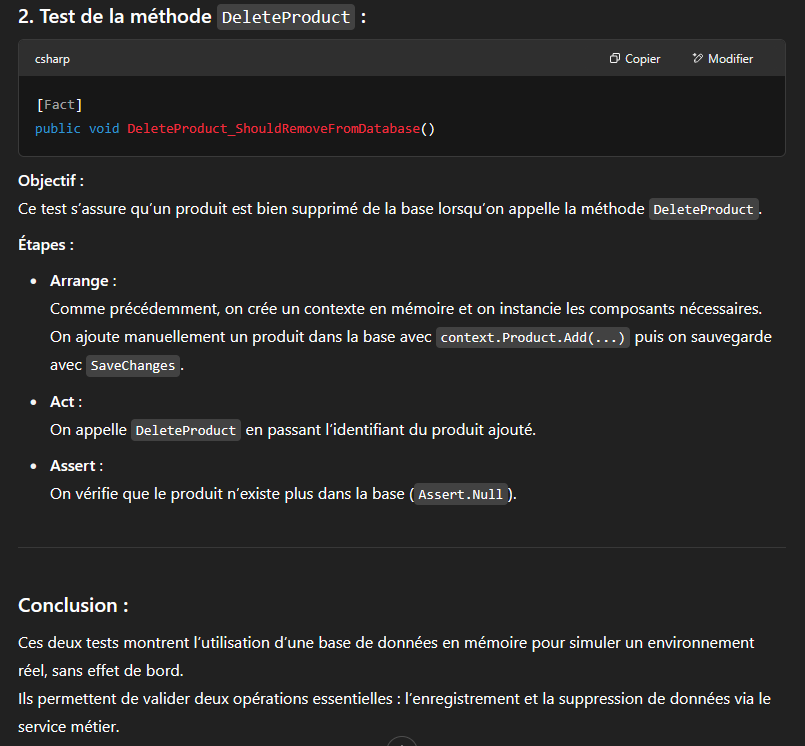 2. Test de la méthode DeleteProduct :
csharp
Copier
Modifier
[Fact]
public void DeleteProduct_ShouldRemoveFromDatabase()
Objectif :
Ce test s’assure qu’un produit est bien supprimé de la base lorsqu’on appelle la méthode DeleteProduct.
Étapes :
• Arrange :
Comme précédemment, on crée un contexte en mémoire et on instancie les composants nécessaires.
On ajoute manuellement un produit dans la base avec context.Product.Add(...) puis on sauvegarde
avec SaveChanges.
• Act :
On appelle DeleteProduct en passant l’identifiant du produit ajouté.
• Assert :
On vérifie que le produit n’existe plus dans la base (Assert.Null).
Conclusion :
Ces deux tests montrent l’utilisation d’une base de données en mémoire pour simuler un environnement
réel, sans effet de bord.
Ils permettent de valider deux opérations essentielles : l’enregistrement et la suppression de données via le
service métier.